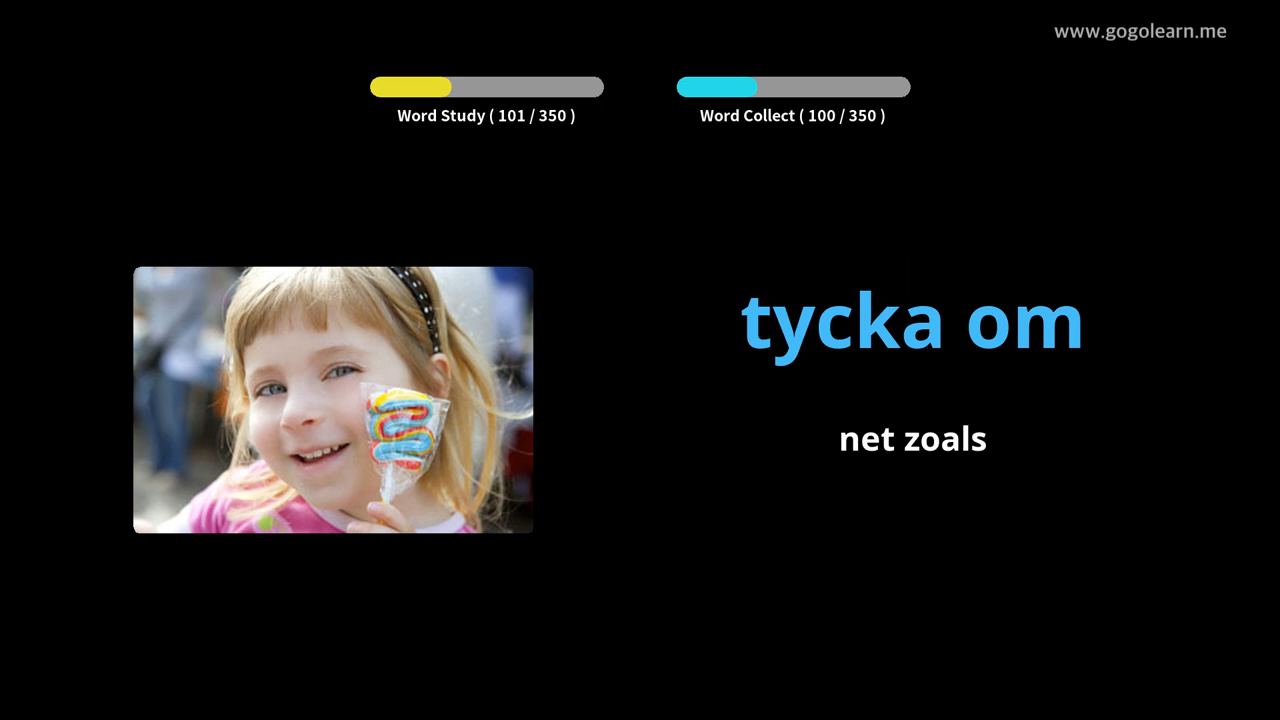 www.gogolearn.me
Word Study ( 101 / 350 )
Word Collect ( 100 / 350 )
tycka om
net zoals